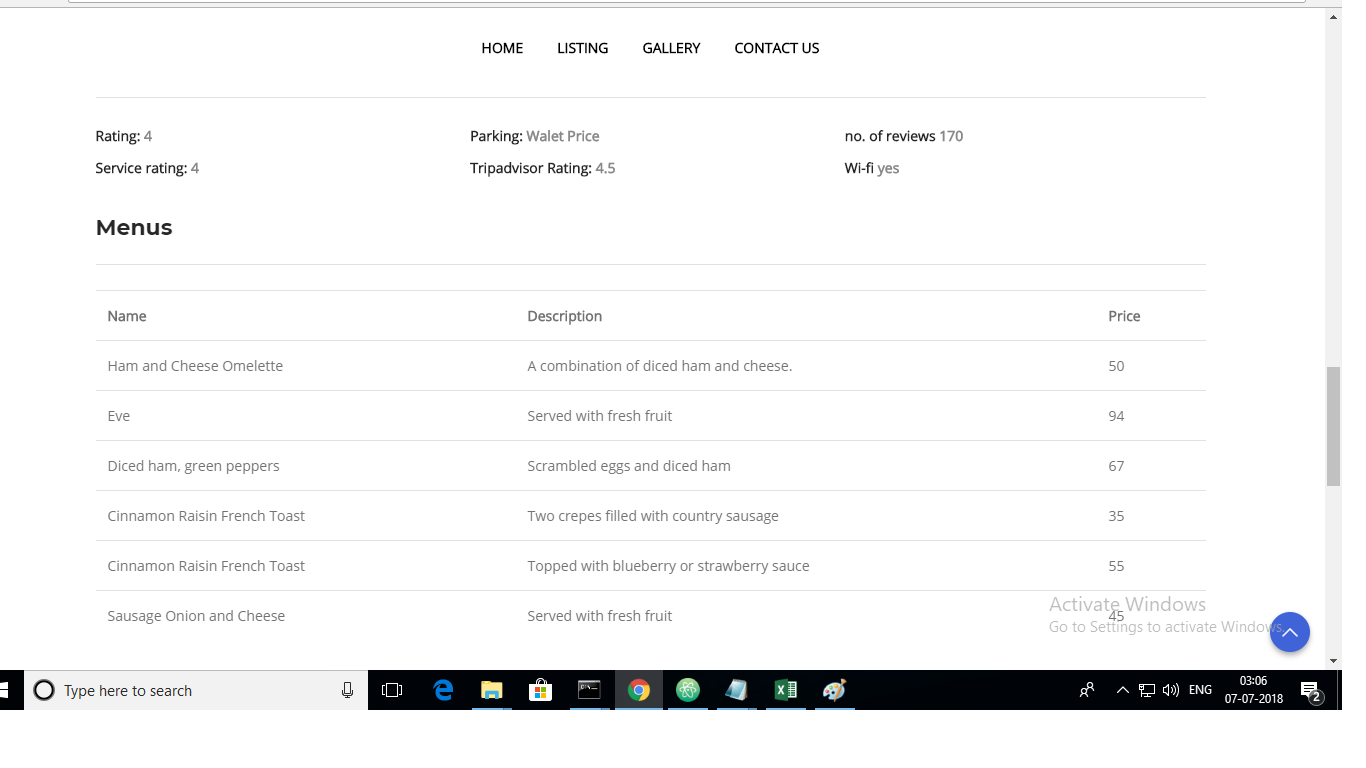 HOME LISTING GALLERY CONTACT US
Rating: 4 Parking: Walet Price no. of reviews 170
Service rating: 4 Tripadvisor Rating: 4.5 Wi-fi yes
Menus
Name Description Price
Ham and Cheese Omelette A combination of diced ham and cheese. 50
Eve Served with fresh fruit 94
Diced ham, green peppers Scrambled eggs and diced ham 67
Cinnamon Raisin French Toast Two crepes filled with country sausage 35
Cinnamon Raisin French Toast Topped with blueberry or strawberry sauce 55
Activate Windows
Sausage Onion and Cheese Served with fresh fruit 45
Go to Settings to activate Windows.
Type here to search ENG 03:06
07-07-2018 2